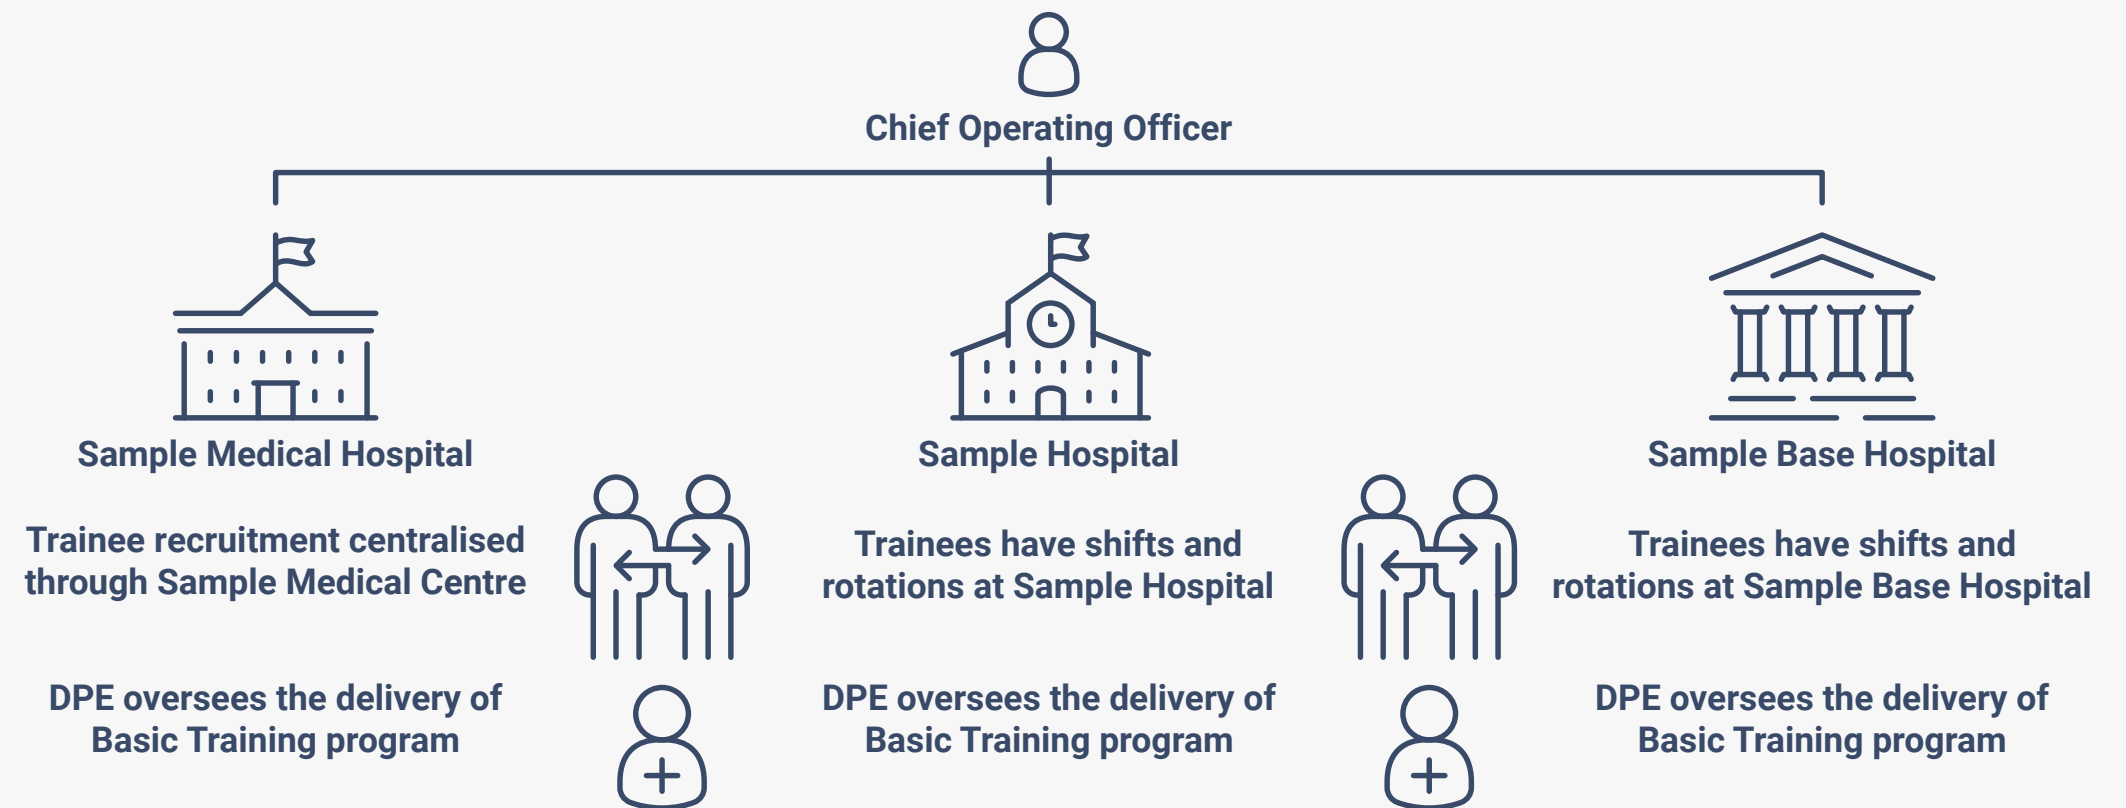 Chief Operating Officer
Sample Medical Hospital
Trainee recruitment centralised
through Sample Medical Centre
DPE oversees the delivery of
Basic Training program
Sample Hospital
Trainees have shifts and
rotations at Sample Hospital
DPE oversees the delivery of
Basic Training program
Sample Base Hospital
Trainees have shifts and
rotations at Sample Base Hospital
DPE oversees the delivery of
Basic Training program